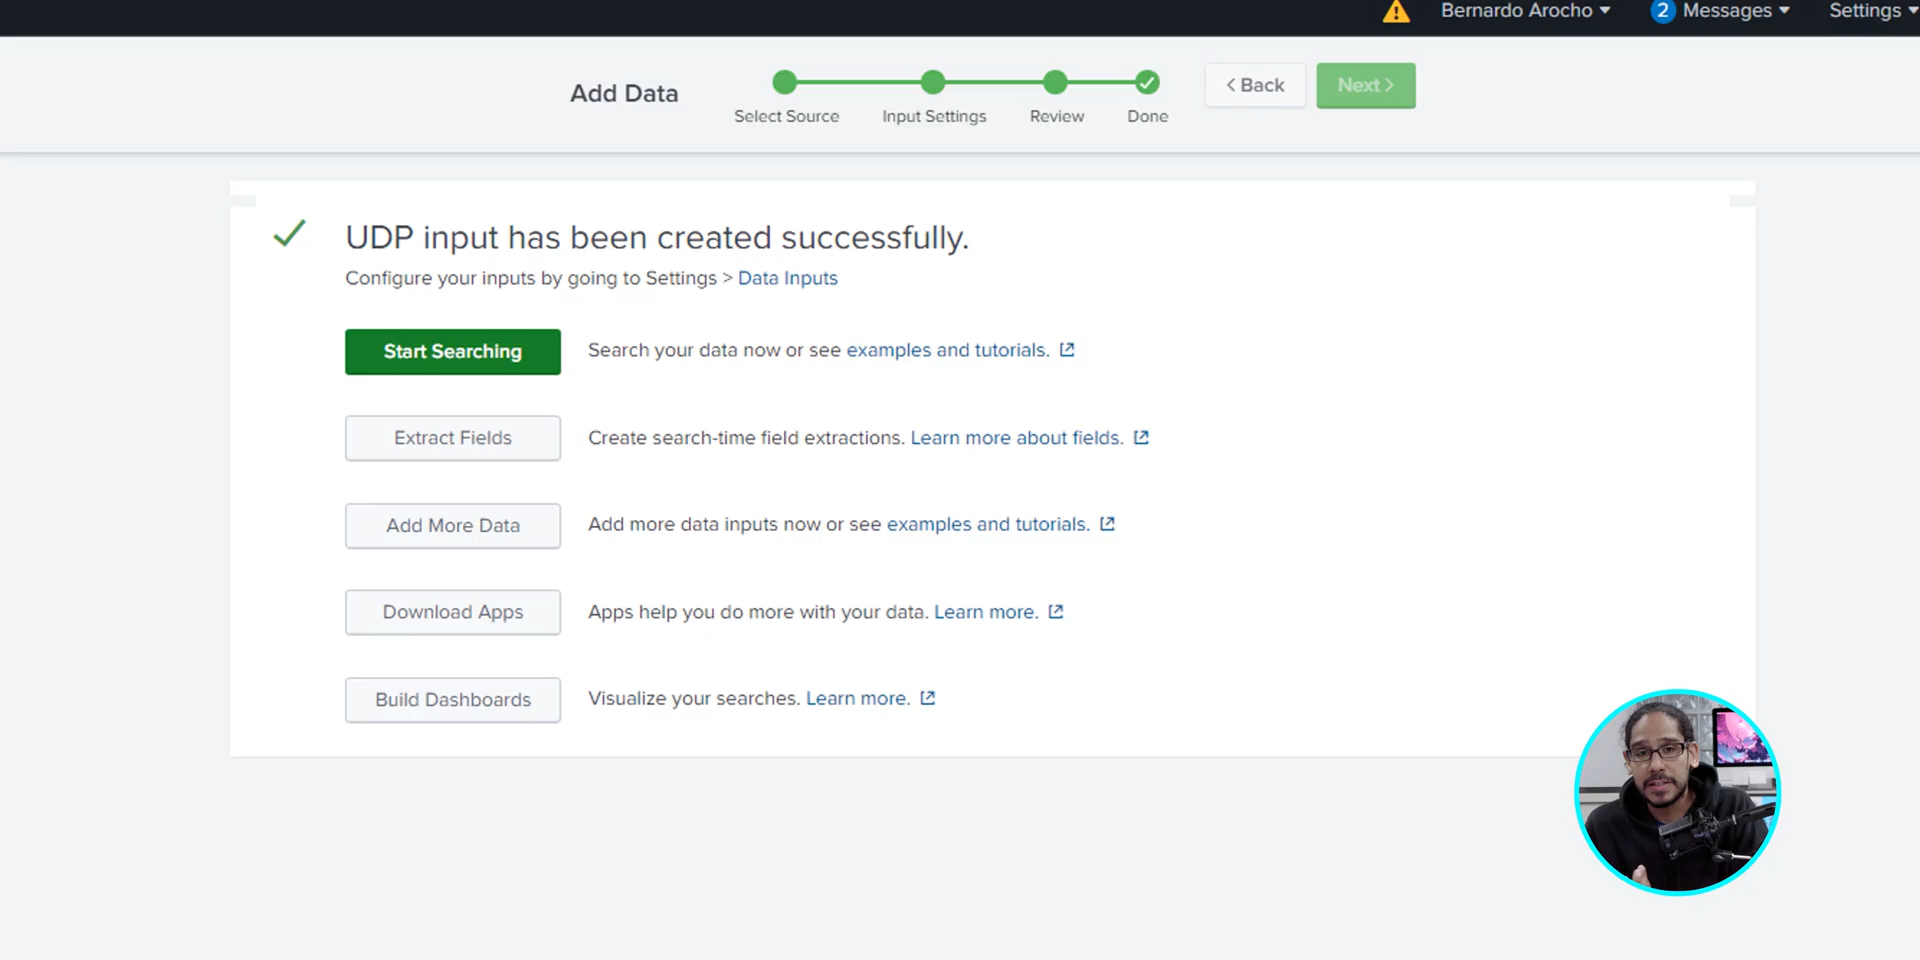 Bernardo Arocho
2 Messages
Settings
Add Data
Select Source
Input Settings
Review
Done
Back
Next
UDP input has been created successfully.
Configure your inputs by going to Settings > Data Inputs
Start Searching
Search your data now or see examples and tutorials.
Extract Fields
Create search-time field extractions. Learn more about fields.
Add More Data
Add more data inputs now or see examples and tutorials.
Download Apps
Apps help you do more with your data. Learn more.
Build Dashboards
Visualize your searches. Learn more.